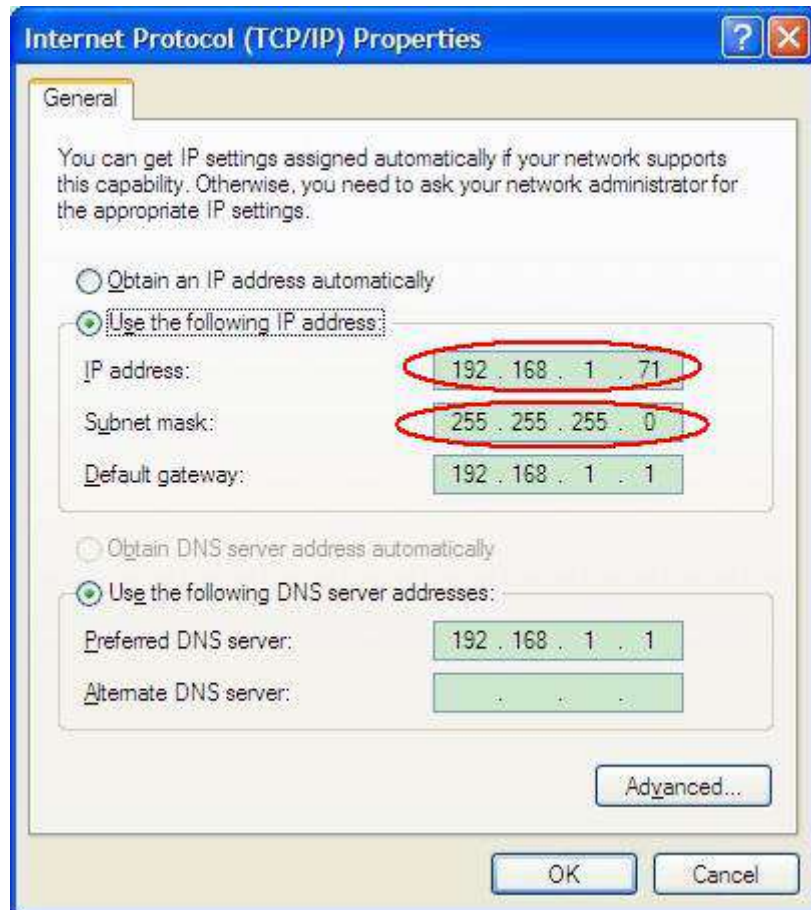 Internet Protocol (TCP/IP) Properties
General
You can get IP settings assigned automatically if your network supports
this capability. Otherwise, you need to ask your network administrator for
the appropriate IP settings.
Obtain an IP address automatically
Use the following IP address:
IP address: 192 . 168 . 1 . 71
Subnet mask: 255 . 255 . 255 . 0
Default gateway: 192 . 168 . 1 . 1
Obtain DNS server address automatically
Use the following DNS server addresses:
Preferred DNS server: 192 . 168 . 1 . 1
Alternate DNS server: . . .
Advanced...
OK Cancel